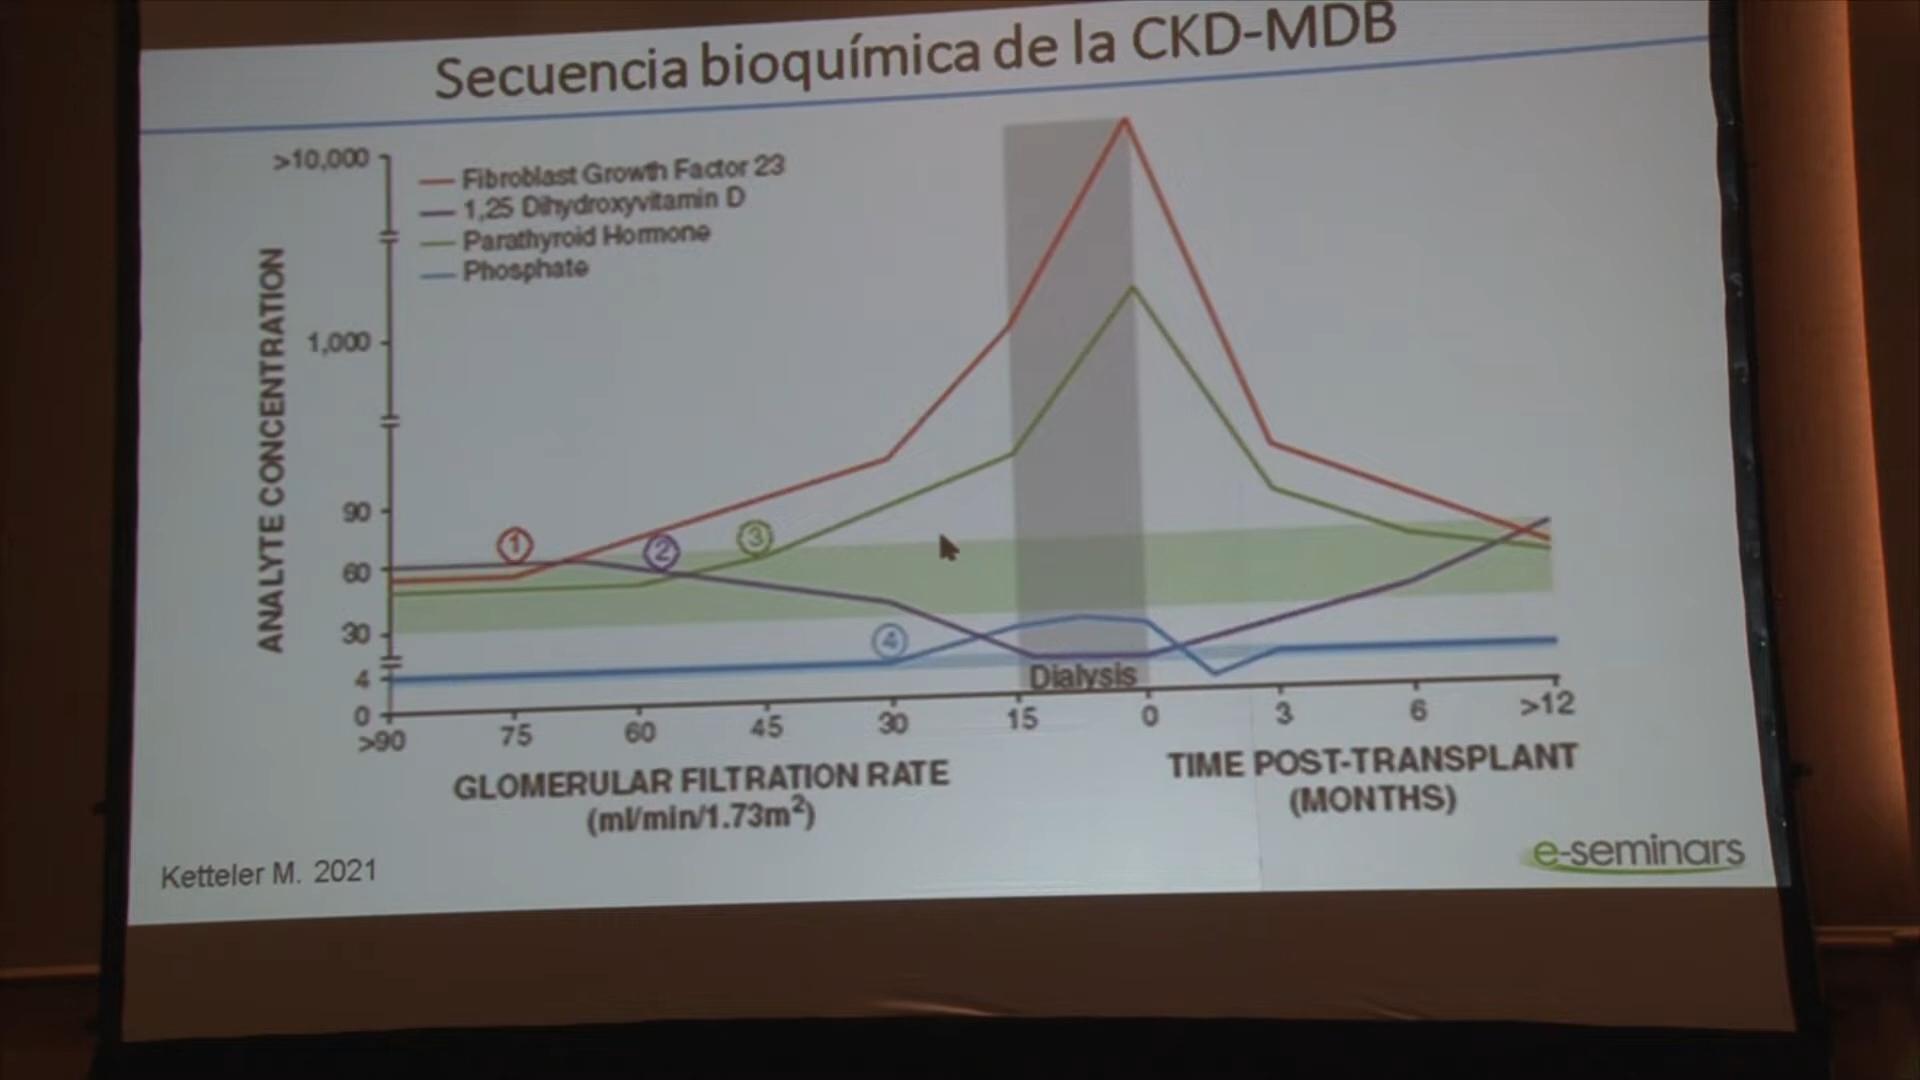 Secuencia bioquímica de la CKD-MDB
>10,000
1,000
90
60
30
4
0
ANALYTE CONCENTRATION
Fibroblast Growth Factor 23
1,25 Dihydroxyvitamin D
Parathyroid Hormone
Phosphate
1
2
3
4
Dialysis
>90 75 60 45 30 15 0 3 6 >12
GLOMERULAR FILTRATION RATE
(ml/min/1.73m²)
TIME POST-TRANSPLANT
(MONTHS)
Ketteler M. 2021
e-seminars